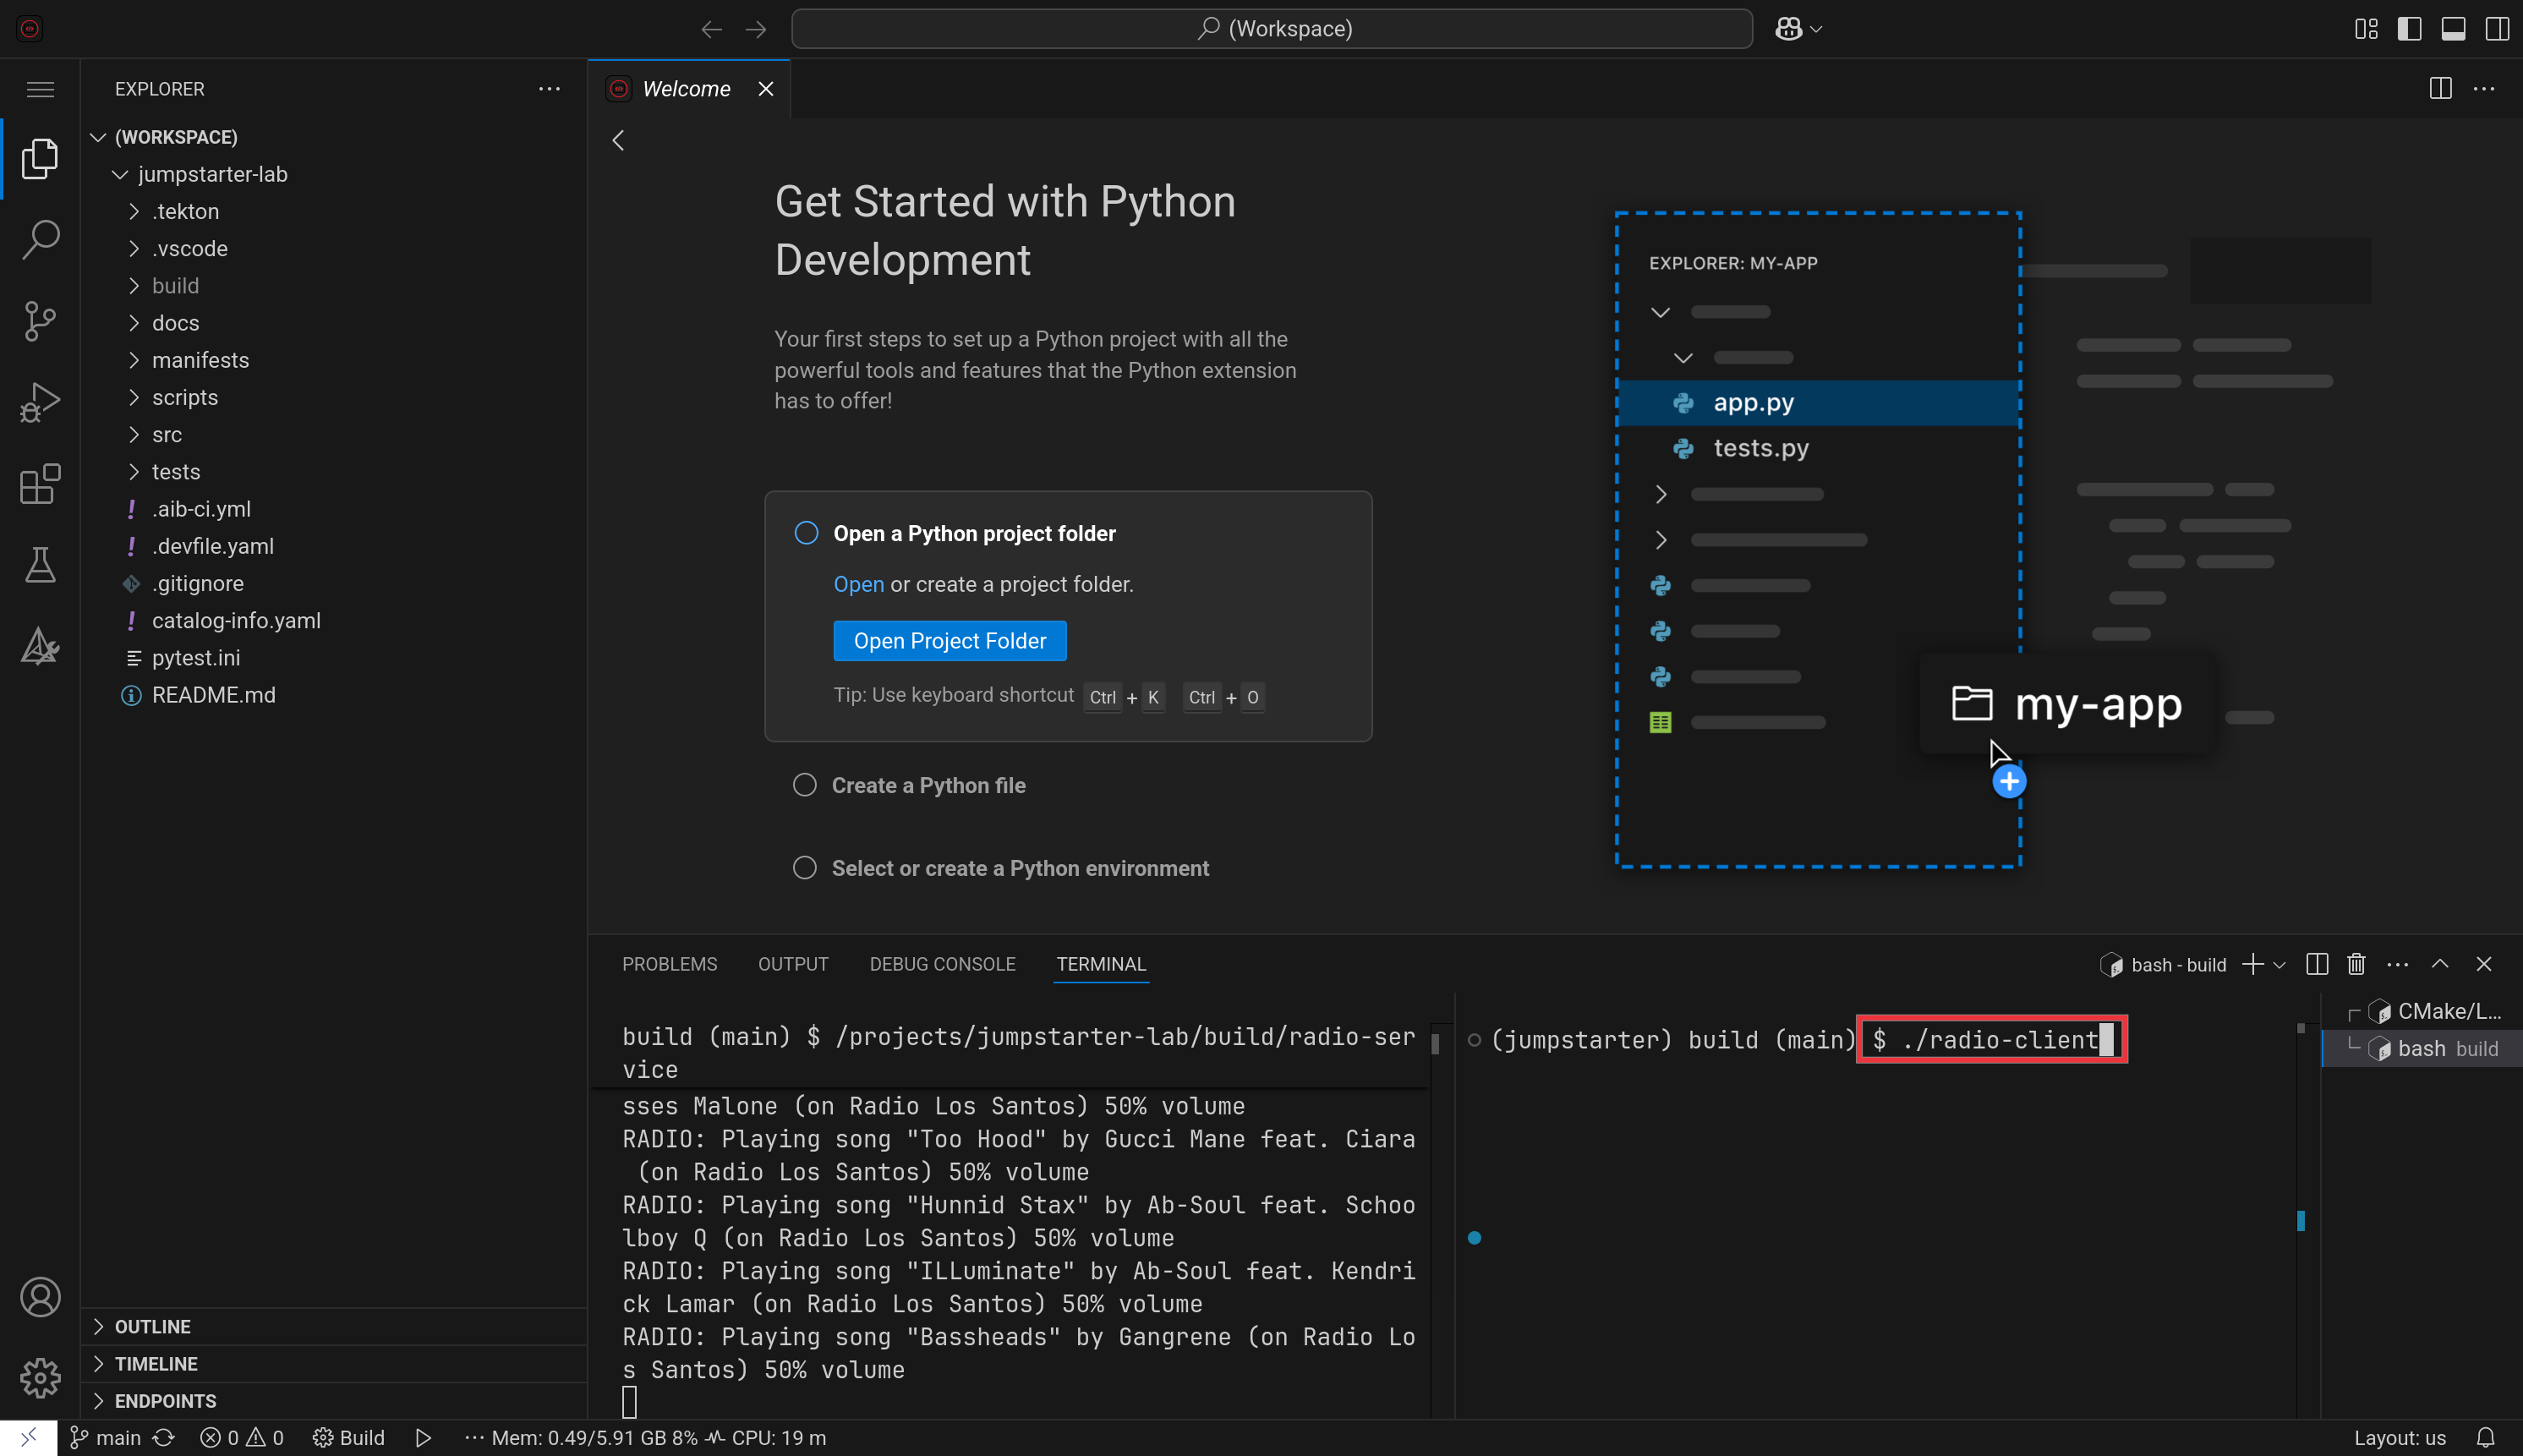 (Workspace)
EXPLORER
Welcome
(WORKSPACE)
jumpstarter-lab
.tekton
.vscode
build
docs
manifests
scripts
src
tests
.aib-ci.yml
.devfile.yaml
.gitignore
catalog-info.yaml
pytest.ini
README.md
OUTLINE
TIMELINE
ENDPOINTS
Get Started with Python
Development
Your first steps to set up a Python project with all the
powerful tools and features that the Python extension
has to offer!
Open a Python project folder
Open or create a project folder.
Open Project Folder
Tip: Use keyboard shortcut Ctrl + K Ctrl + O
Create a Python file
Select or create a Python environment
EXPLORER: MY-APP
app.py
tests.py
my-app
PROBLEMS OUTPUT DEBUG CONSOLE TERMINAL
bash - build
build (main) $ /projects/jumpstarter-lab/build/radio-ser
vice
sses Malone (on Radio Los Santos) 50% volume
RADIO: Playing song "Too Hood" by Gucci Mane feat. Ciara
(on Radio Los Santos) 50% volume
RADIO: Playing song "Hunnid Stax" by Ab-Soul feat. Schoo
lboy Q (on Radio Los Santos) 50% volume
RADIO: Playing song "ILLuminate" by Ab-Soul feat. Kendri
ck Lamar (on Radio Los Santos) 50% volume
RADIO: Playing song "Bassheads" by Gangrene (on Radio Lo
s Santos) 50% volume
(jumpstarter) build (main) $ ./radio-client
CMake/L...
bash build
main 0 0 Build ··· Mem: 0.49/5.91 GB 8% CPU: 19 m
Layout: us